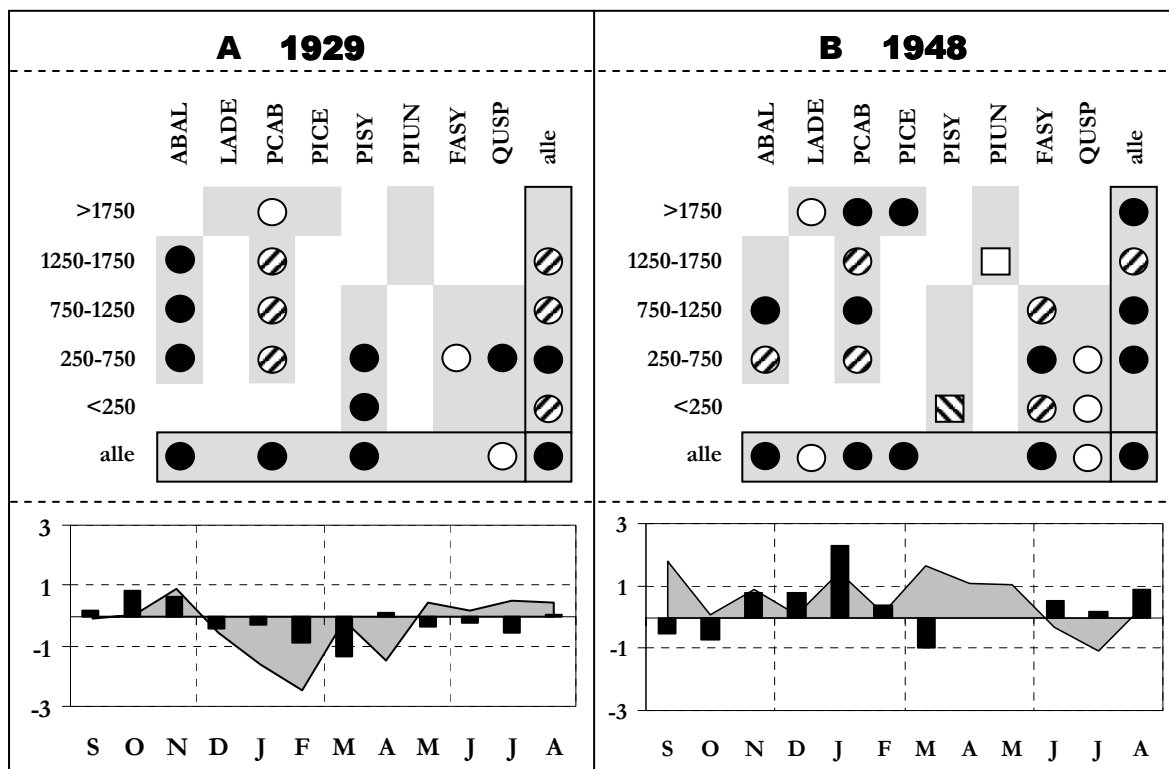 A 1929
ABAL LADE PCAB PICE PISY PIUN FASY QUSP alle
>1750
1250-1750
750-1250
250-750
<250
alle
3
1
-1
-3
S O N D J F M A M J J A
B 1948
ABAL LADE PCAB PICE PISY PIUN FASY QUSP alle
>1750
1250-1750
750-1250
250-750
<250
alle
3
1
-1
-3
S O N D J F M A M J J A